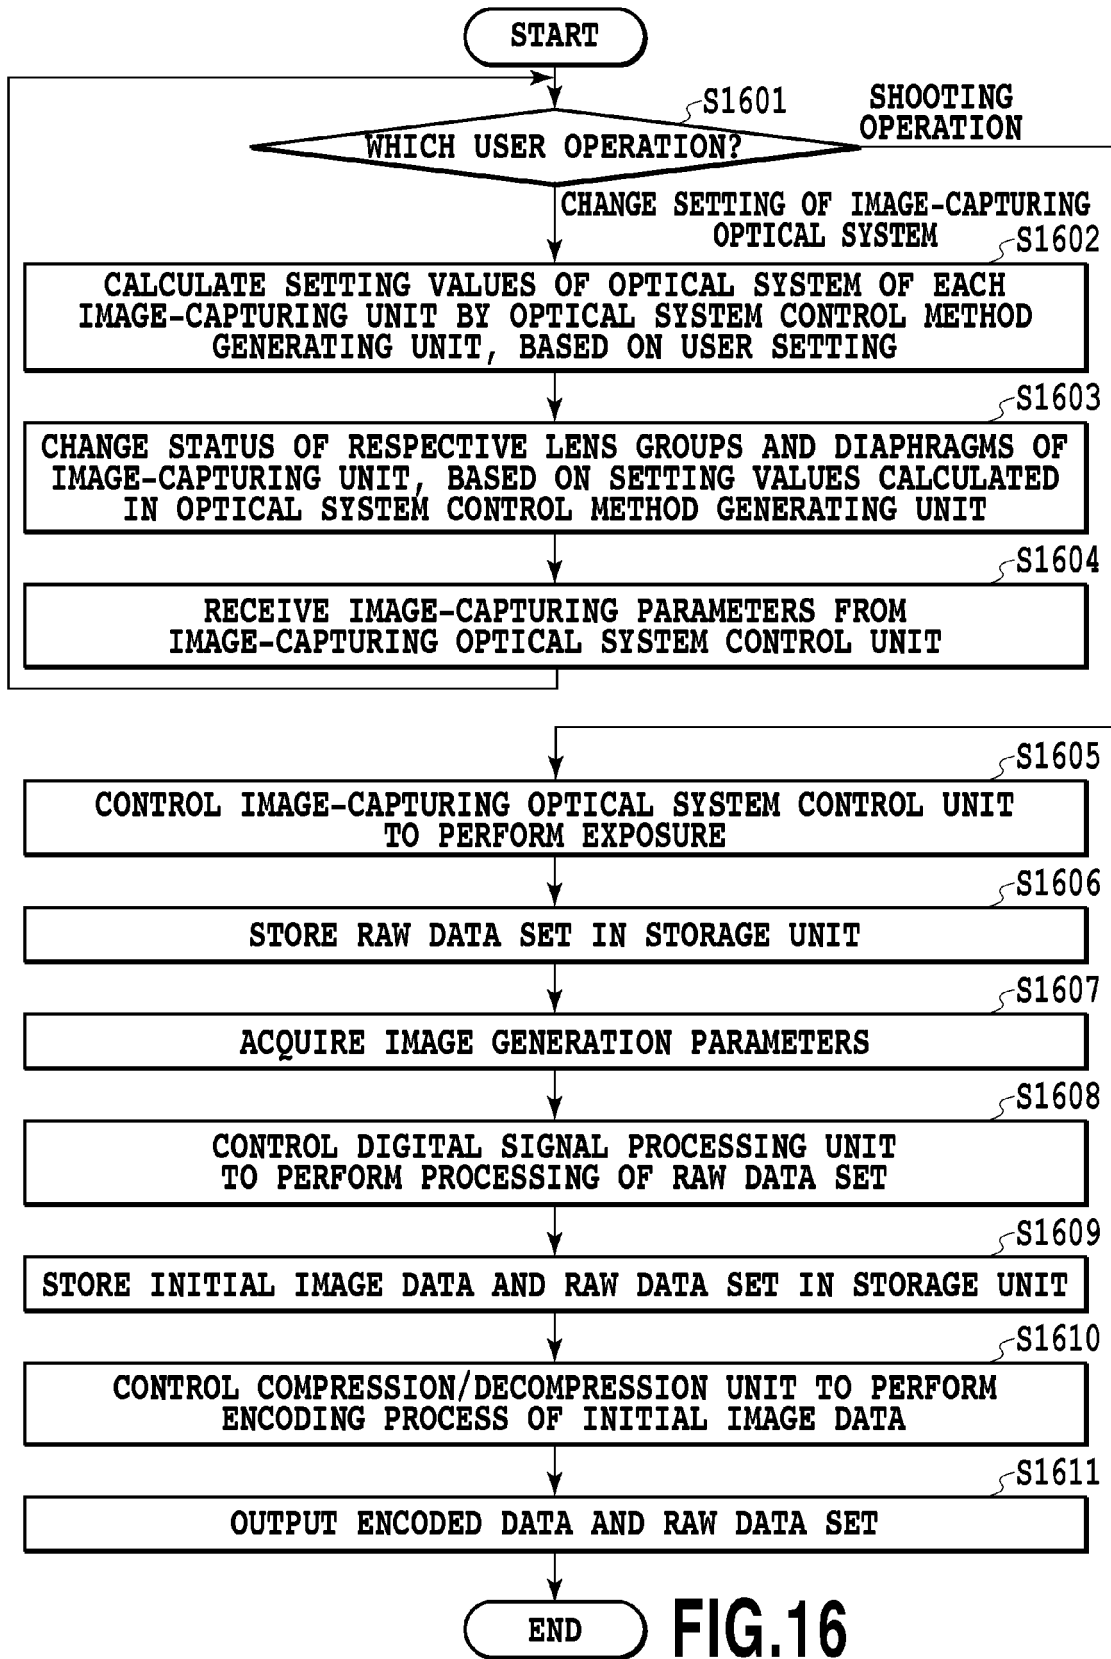 START
S1601
SHOOTING
OPERATION
WHICH USER OPERATION?
CHANGE SETTING OF IMAGE-CAPTURING
OPTICAL SYSTEM
S1602
CALCULATE SETTING VALUES OF OPTICAL SYSTEM OF EACH
IMAGE-CAPTURING UNIT BY OPTICAL SYSTEM CONTROL METHOD
GENERATING UNIT, BASED ON USER SETTING
S1603
CHANGE STATUS OF RESPECTIVE LENS GROUPS AND DIAPHRAGMS OF
IMAGE-CAPTURING UNIT, BASED ON SETTING VALUES CALCULATED
IN OPTICAL SYSTEM CONTROL METHOD GENERATING UNIT
S1604
RECEIVE IMAGE-CAPTURING PARAMETERS FROM
IMAGE-CAPTURING OPTICAL SYSTEM CONTROL UNIT
S1605
CONTROL IMAGE-CAPTURING OPTICAL SYSTEM CONTROL UNIT
TO PERFORM EXPOSURE
S1606
STORE RAW DATA SET IN STORAGE UNIT
S1607
ACQUIRE IMAGE GENERATION PARAMETERS
S1608
CONTROL DIGITAL SIGNAL PROCESSING UNIT
TO PERFORM PROCESSING OF RAW DATA SET
S1609
STORE INITIAL IMAGE DATA AND RAW DATA SET IN STORAGE UNIT
S1610
CONTROL COMPRESSION/DECOMPRESSION UNIT TO PERFORM
ENCODING PROCESS OF INITIAL IMAGE DATA
S1611
OUTPUT ENCODED DATA AND RAW DATA SET
END
FIG.16